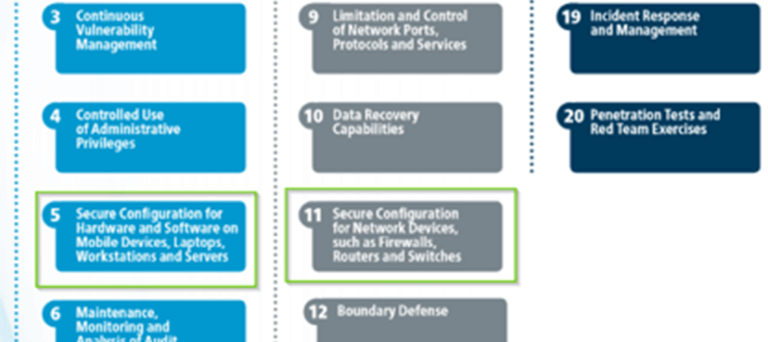 3 Continuous
Vulnerability
Management
4 Controlled Use
of Administrative
Privileges
5 Secure Configuration for
Hardware and Software on
Mobile Devices, Laptops,
Workstations and Servers
6 Maintenance,
Monitoring and
Analysis of Audit
9 Limitation and Control
of Network Ports,
Protocols and Services
10 Data Recovery
Capabilities
11 Secure Configuration
for Network Devices,
such as Firewalls,
Routers and Switches
12 Boundary Defense
19 Incident Response
and Management
20 Penetration Tests and
Red Team Exercises